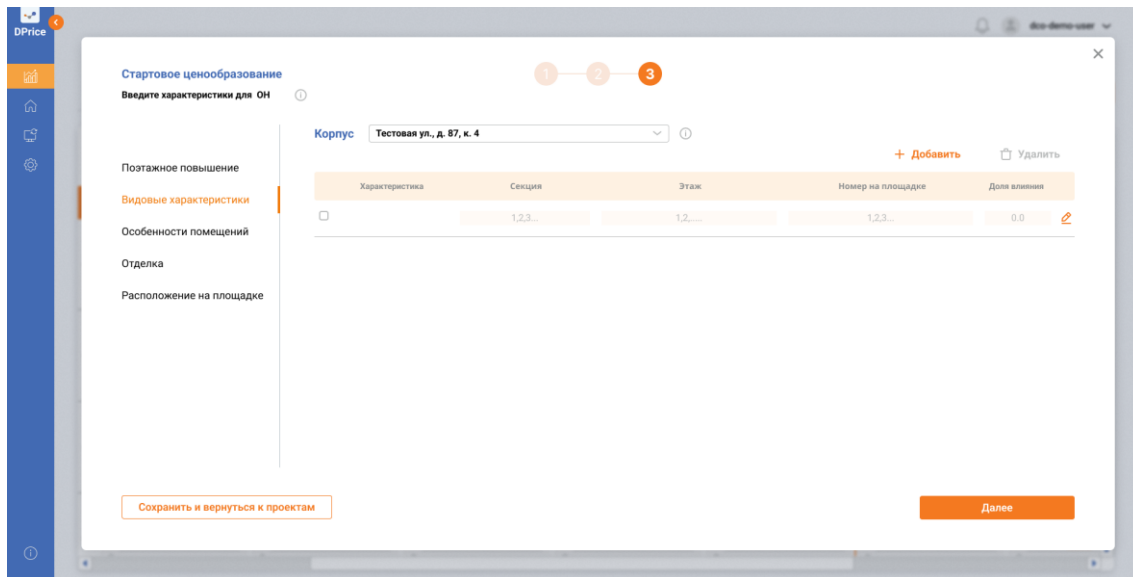 DPrice
dco-demo-user
Стартовое ценообразование
1 2 3
Введите характеристики для ОН
Корпус Тестовая ул., д. 87, к. 4
+ Добавить Удалить
Поэтажное повышение
Видовые характеристики
Особенности помещений
Отделка
Расположение на площадке
Характеристика Секция Этаж Номер на площадке Доля влияния
1,2,3... 1,2,..... 1,2,3... 0.0
Сохранить и вернуться к проектам
Далее